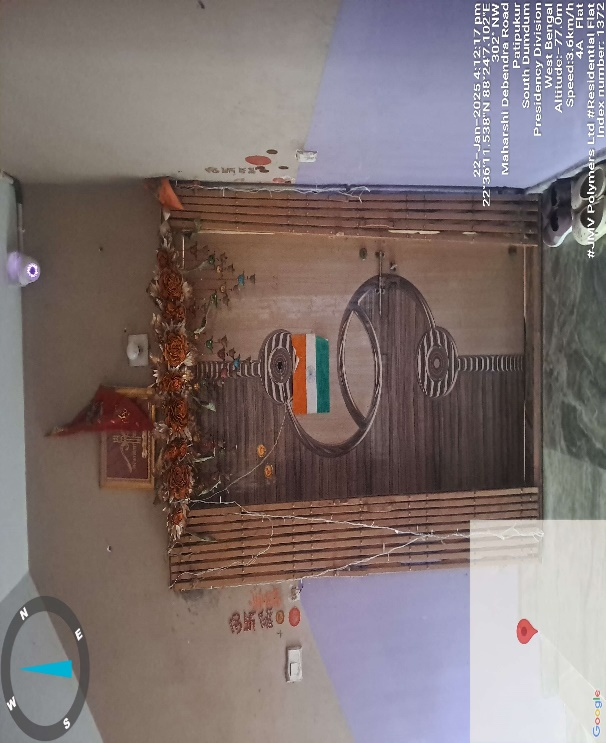 22-Jan-2025 4:12:17 pm
22°36'11.538"N 88°24'7.102"E
302° NW
Maharshi Debendra Road
Patipukur
South Dumdum
Presidency Division
West Bengal
Altitude:-77.0m
Speed:3.6km/h
4A Flat
#JMV Polymers Ltd #Residential Flat
Index number: 1372
N
E
S
W
Google